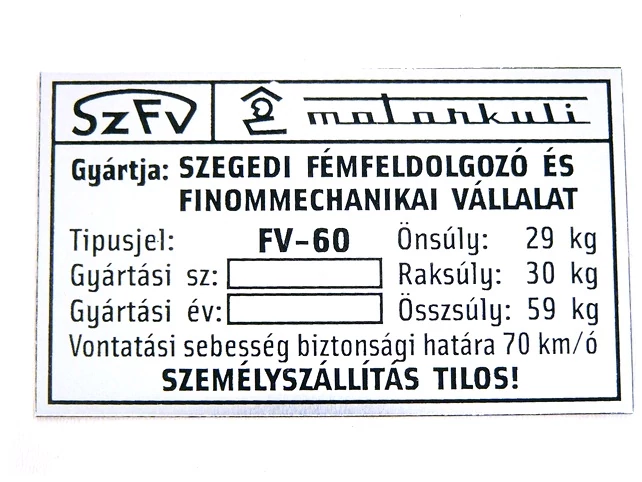 SzFV motorkuli
Gyártja: SZEGEDI FÉMFELDOLGOZÓ ÉS
FINOMMECHANIKAI VÁLLALAT
Tipusjel: FV-60 Önsúly: 29 kg
Gyártási sz: Raksúly: 30 kg
Gyártási év: Összsúly: 59 kg
Vontatási sebesség biztonsági határa 70 km/ó
SZEMÉLYSZÁLLÍTÁS TILOS!